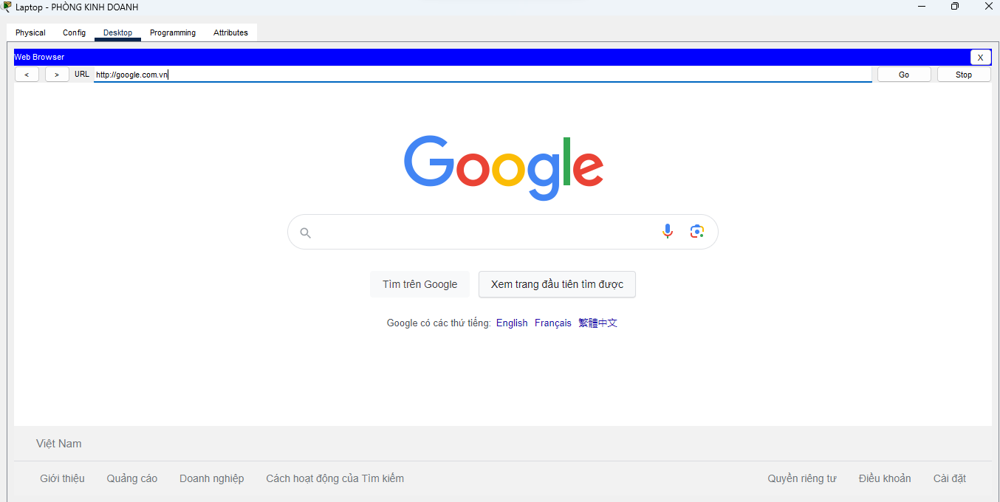 Laptop - PHÒNG KINH DOANH
Physical Config Desktop Programming Attributes
Web Browser X
< > URL http://google.com.vn Go Stop
Google
Tìm trên Google Xem trang đầu tiên tìm được
Google có các thứ tiếng: English Français 繁體中文
Việt Nam
Giới thiệu Quảng cáo Doanh nghiệp Cách hoạt động của Tìm kiếm Quyền riêng tư Điều khoản Cài đặt